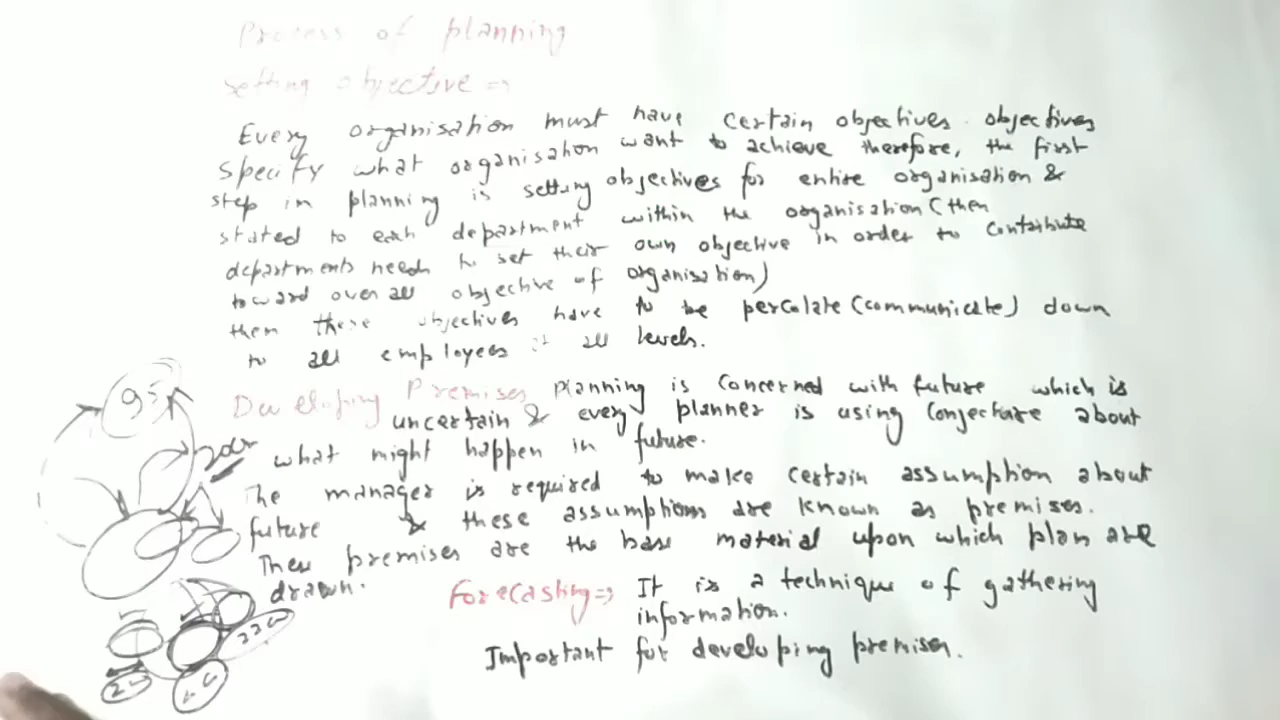 Process of planning
Setting objective =>
Every organisation must have certain objectives. objectives
specify what organisation want to achieve therefore, the first
step in planning is setting objectives for entire organisation &
stated to each department within the organisation (then
departments needs to set their own objective in order to contribute
toward over all objective of organisation)
then these objectives have to be percolate (communicate) down
to all employees at all levels.
Developing Premises planning is concerned with future which is
uncertain & every planner is using conjecture about
what might happen in future.
The manager is required to make certain assumption about
future & these assumptions are known as premises.
These premises are the base material upon which plan are
drawn.
forecasting => It is a technique of gathering
information.
Important for developing premises.